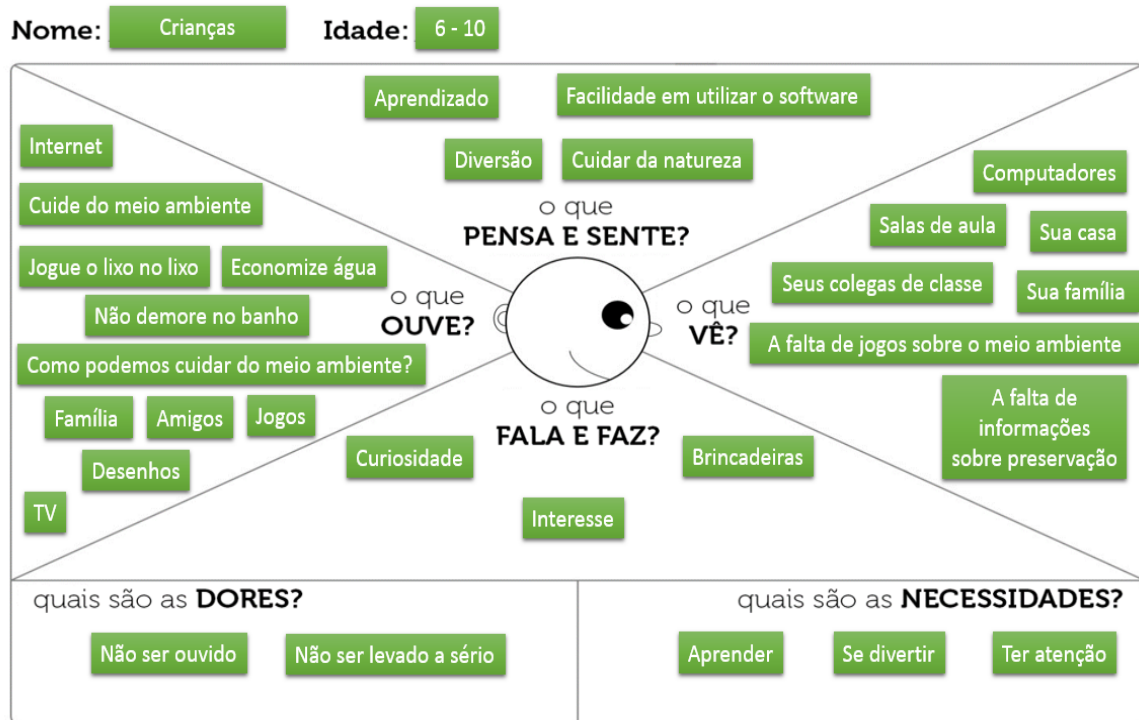 Nome: Crianças Idade: 6 - 10
Aprendizado
Facilidade em utilizar o software
Diversão
Cuidar da natureza
o que
PENSA E SENTE?
Internet
Cuide do meio ambiente
Jogue o lixo no lixo
Economize água
Não demore no banho
Como podemos cuidar do meio ambiente?
Família
Amigos
Jogos
Desenhos
TV
o que
OUVE?
o que
VÊ?
Computadores
Salas de aula
Sua casa
Seus colegas de classe
Sua família
A falta de jogos sobre o meio ambiente
A falta de
informações
sobre preservação
o que
FALA E FAZ?
Curiosidade
Brincadeiras
Interesse
quais são as DORES?
Não ser ouvido
Não ser levado a sério
quais são as NECESSIDADES?
Aprender
Se divertir
Ter atenção